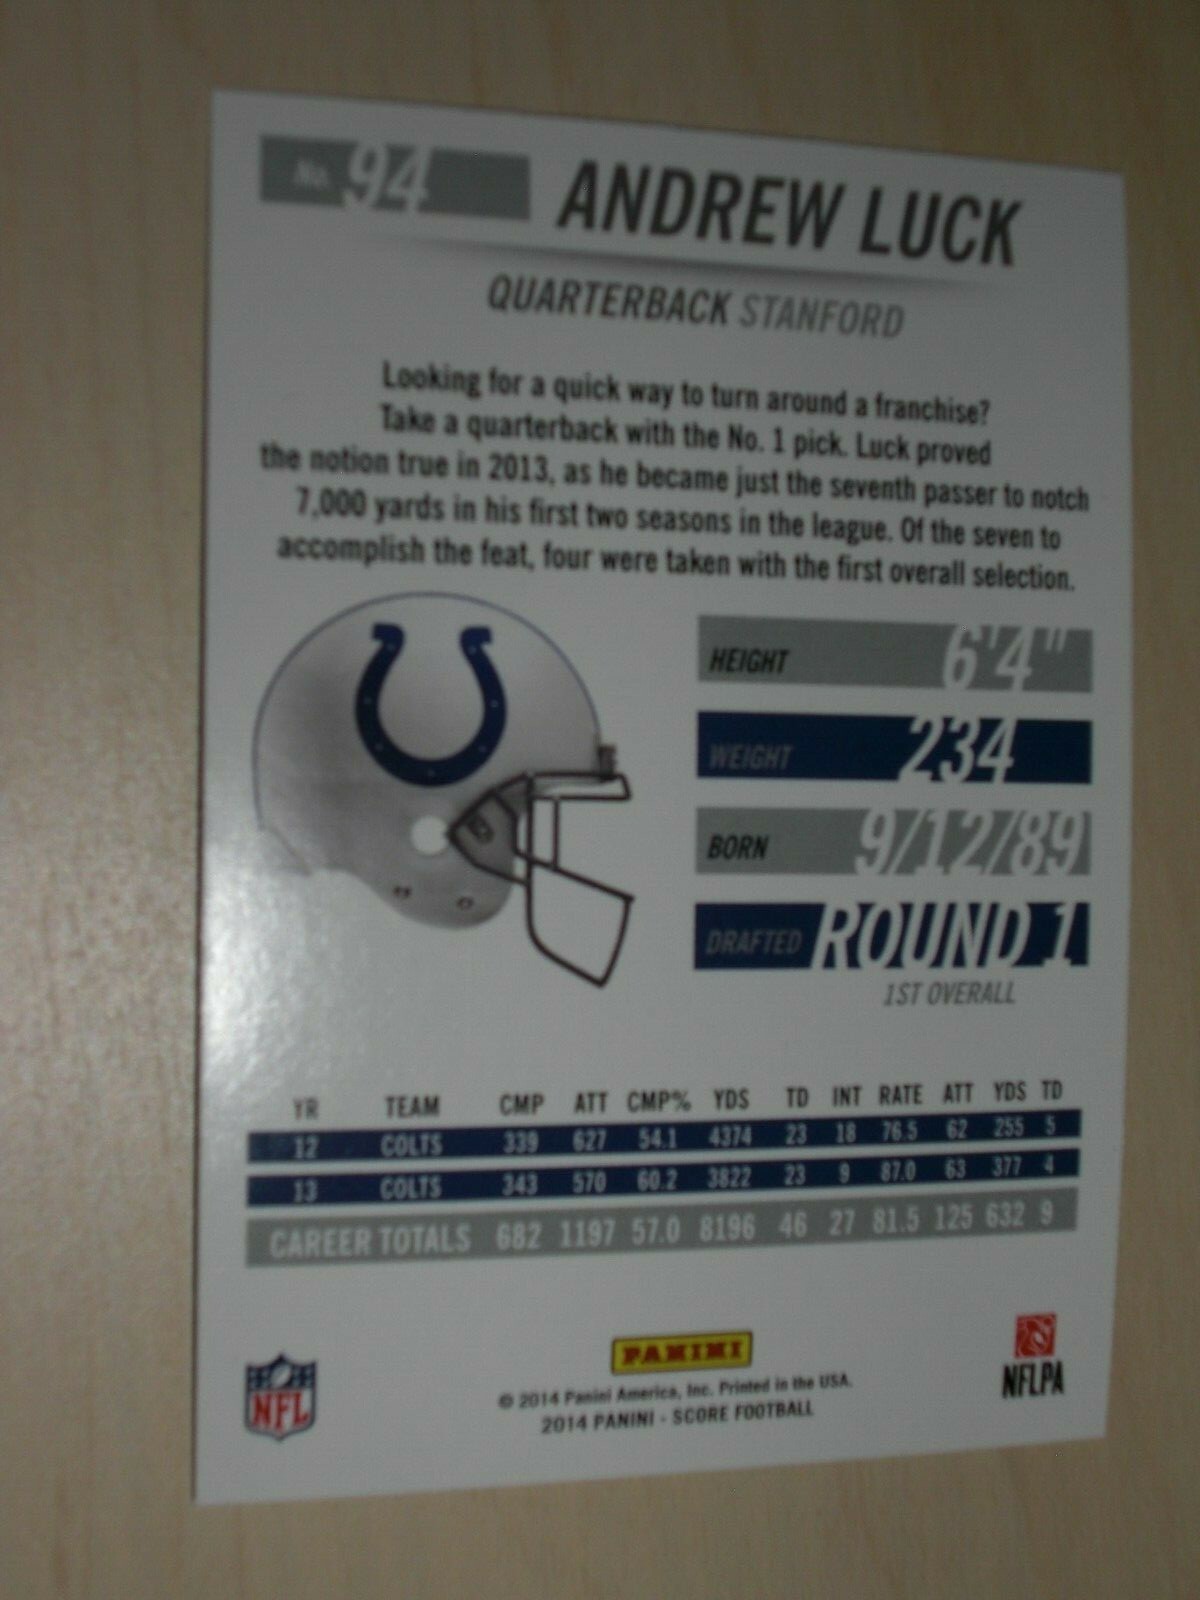 No. 94
ANDREW LUCK
QUARTERBACK STANFORD
Looking for a quick way to turn around a franchise?
Take a quarterback with the No. 1 pick. Luck proved
the notion true in 2013, as he became just the seventh passer to notch
7,000 yards in his first two seasons in the league. Of the seven to
accomplish the feat, four were taken with the first overall selection.
HEIGHT 6'4"
WEIGHT 234
BORN 9/12/89
DRAFTED ROUND 1
1ST OVERALL
YR TEAM CMP ATT CMP% YDS TD INT RATE ATT YDS TD
12 COLTS 339 627 54.1 4374 23 18 76.5 62 255 5
13 COLTS 343 570 60.2 3822 23 9 87.0 63 377 4
CAREER TOTALS 682 1197 57.0 8196 46 27 81.5 125 632 9
NFL
PANINI
© 2014 Panini America, Inc. Printed in the USA.
2014 PANINI - SCORE FOOTBALL
NFLPA